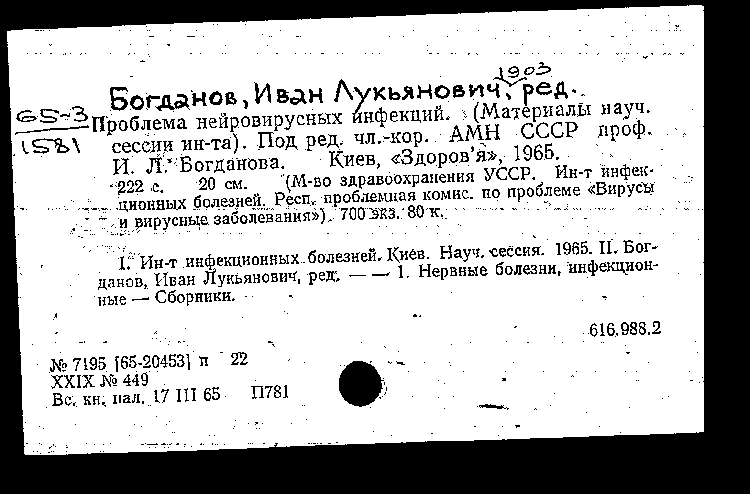 1903
Богданов, Иван Лукьянович, ред.
65-3
1581
Проблема нейровирусных инфекций. (Материалы науч.
сессии ин-та). Под ред. чл.-кор. АМН СССР проф.
И. Л. Богданова. Киев, «Здоров'я», 1965.
222 с. 20 см. (М-во здравоохранения УССР. Ин-т инфек-
ционных болезней. Респ. проблемная комис. по проблеме «Вирусы
и вирусные заболевания»). 700 экз. 80 к.
I. Ин-т инфекционных болезней. Киев. Науч. сессия. 1965. II. Бог-
данов, Иван Лукьянович, ред. — — 1. Нервные болезни, инфекцион-
ные — Сборники.
616.988.2
№ 7195 [65-20453] п 22
XXIX № 449
Вс. кн. пал. 17 III 65 П781